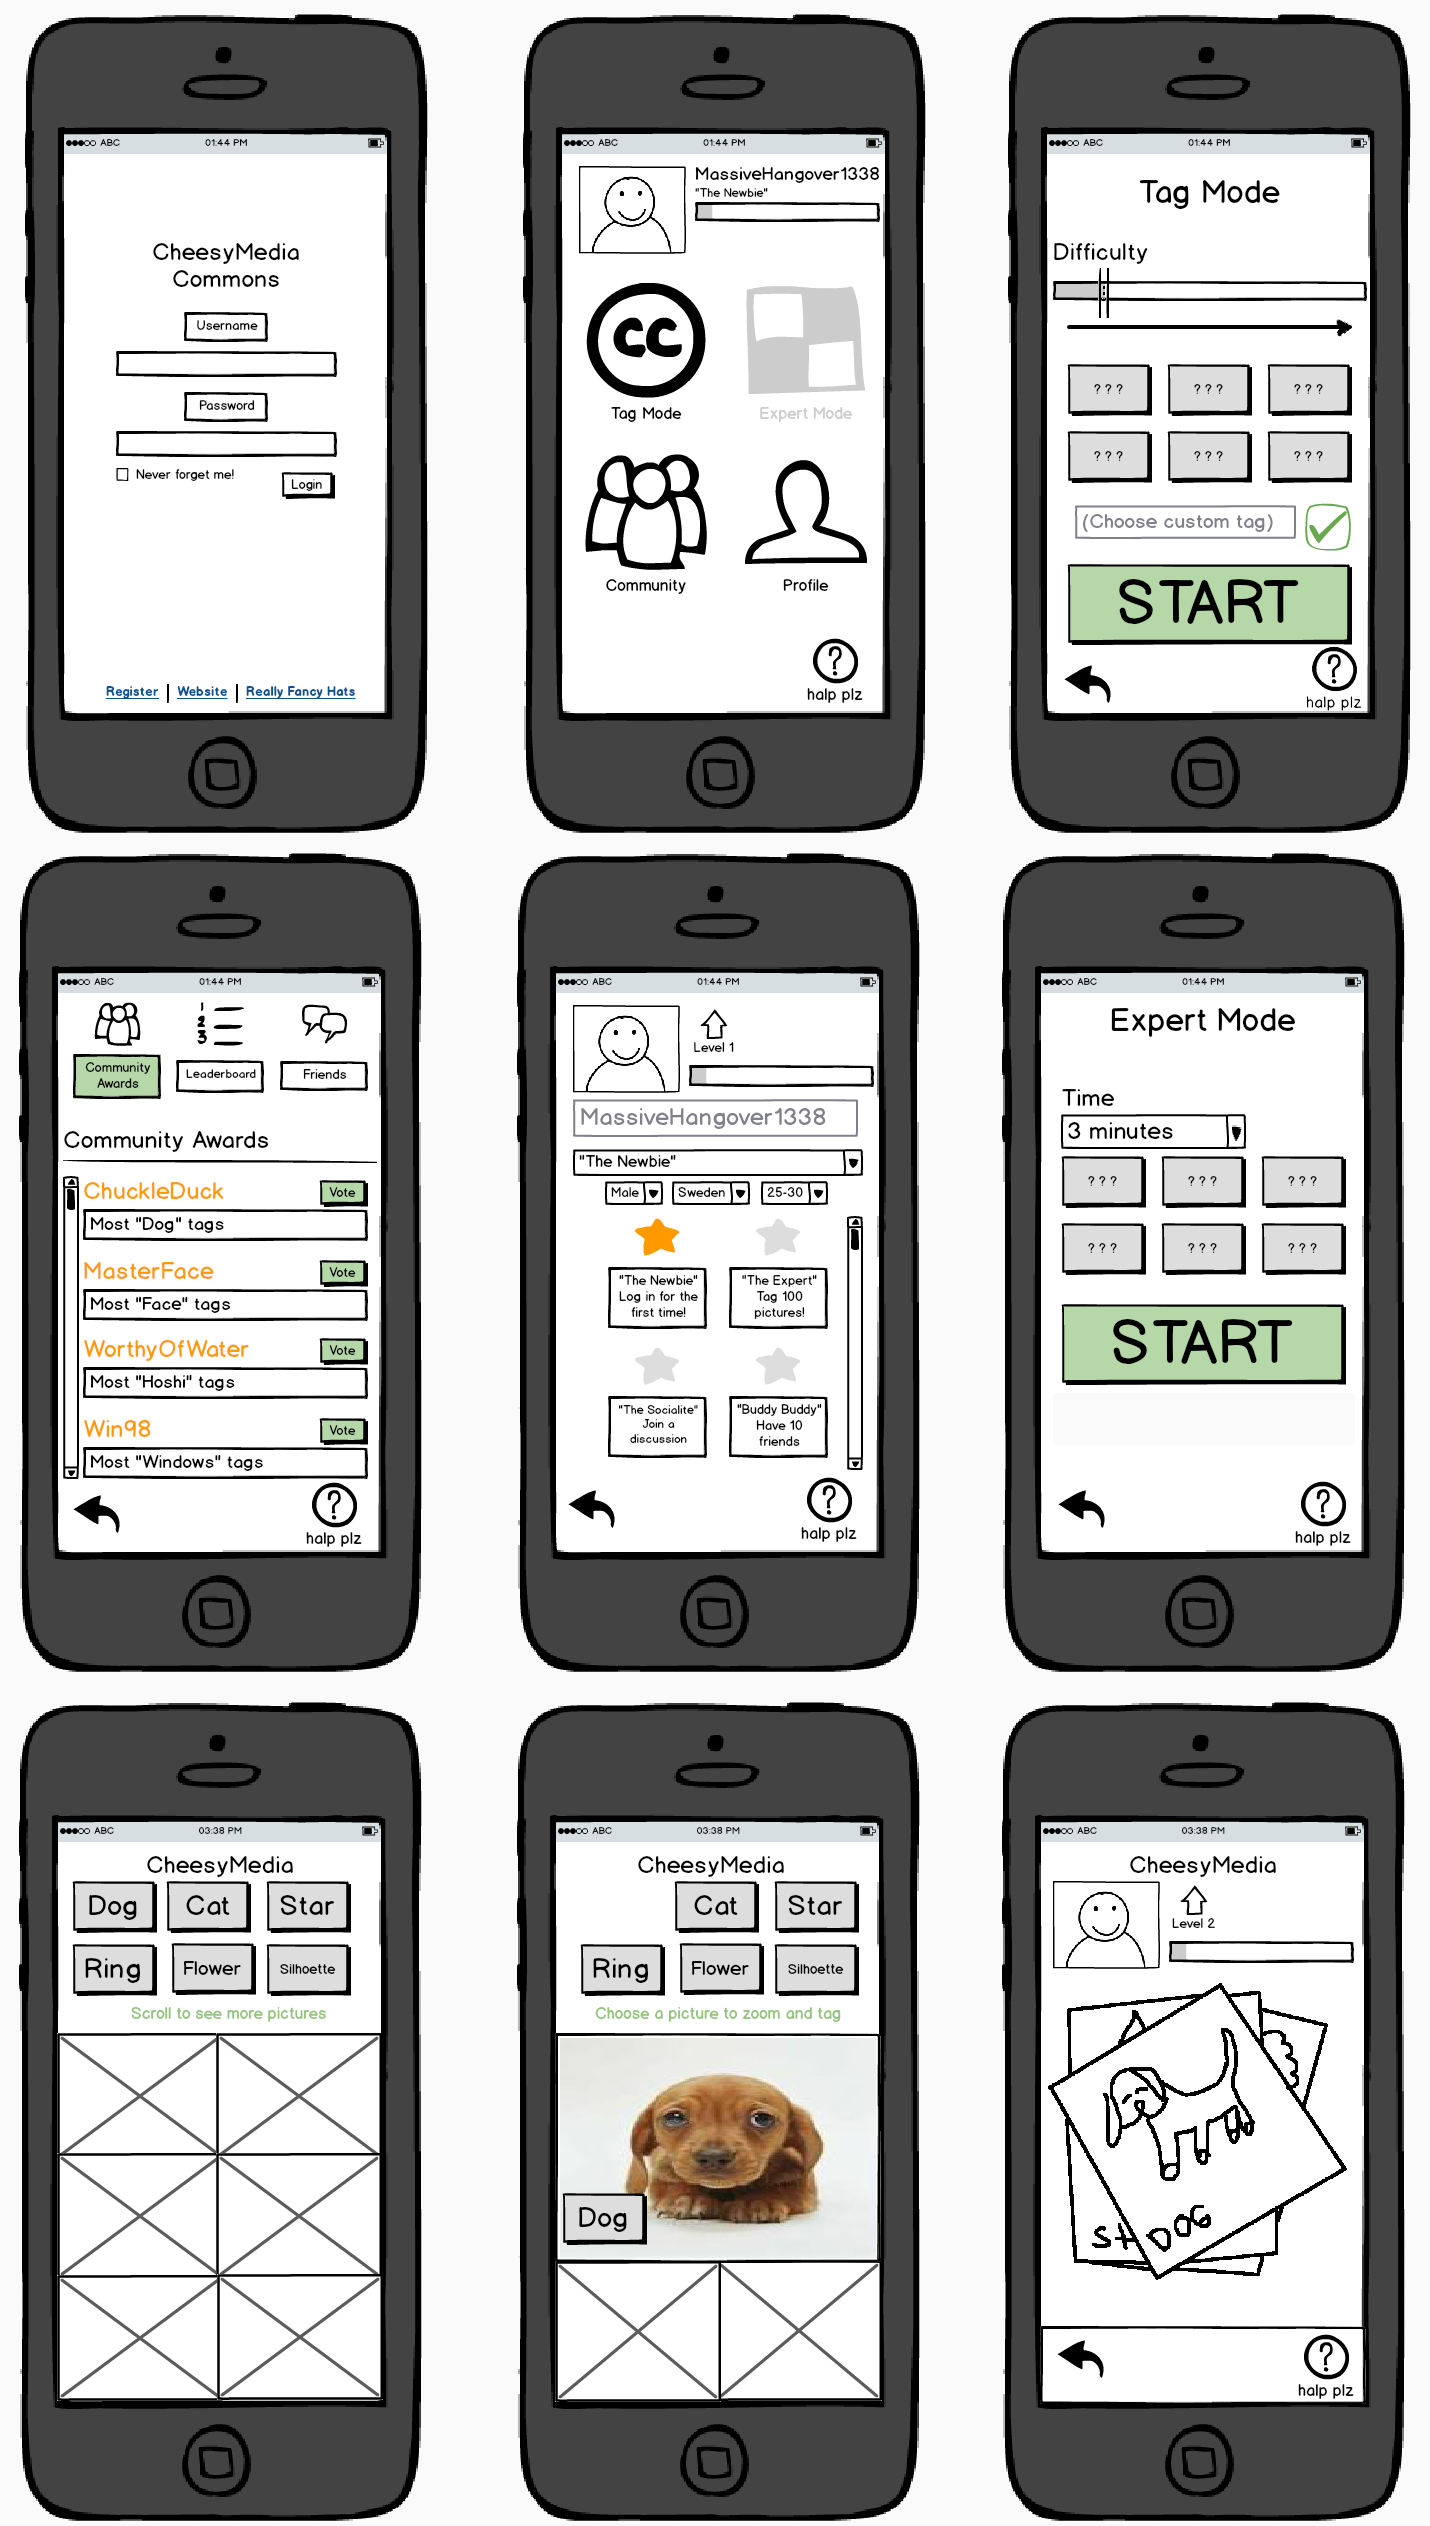 ABC 01:44 PM
CheesyMedia
Commons
Username
Password
Never forget me!
Login
Register | Website | Really Fancy Hats
ABC 01:44 PM
MassiveHangover1338
"The Newbie"
CC
Tag Mode
Expert Mode
Community
Profile
?
halp plz
ABC 01:44 PM
Tag Mode
Difficulty
? ? ? ? ? ? ? ? ?
? ? ? ? ? ? ? ? ?
(Choose custom tag)
START
?
halp plz
ABC 01:44 PM
1
2
3
Community
Awards
Leaderboard
Friends
Community Awards
ChuckleDuck Vote
Most "Dog" tags
MasterFace Vote
Most "Face" tags
WorthyOfWater Vote
Most "Hoshi" tags
Win98 Vote
Most "Windows" tags
?
halp plz
ABC 01:44 PM
Level 1
MassiveHangover1338
"The Newbie"
Male Sweden 25-30
"The Newbie"
Log in for the
first time!
"The Expert"
Tag 100
pictures!
"The Socialite"
Join a
discussion
"Buddy Buddy"
Have 10
friends
?
halp plz
ABC 01:44 PM
Expert Mode
Time
3 minutes
? ? ? ? ? ? ? ? ?
? ? ? ? ? ? ? ? ?
START
?
halp plz
ABC 03:38 PM
CheesyMedia
Dog Cat Star
Ring Flower Silhoette
Scroll to see more pictures
ABC 03:38 PM
CheesyMedia
Cat Star
Ring Flower Silhoette
Choose a picture to zoom and tag
Dog
ABC 03:38 PM
CheesyMedia
Level 2
DOG
?
halp plz